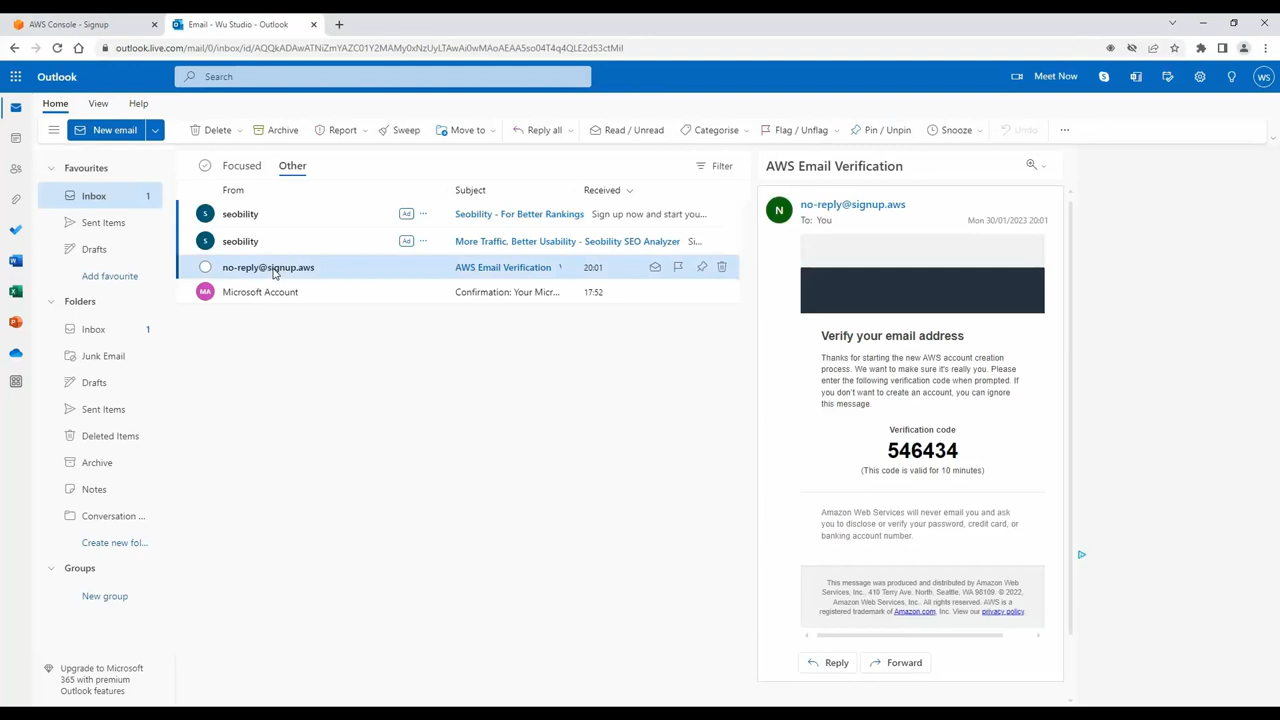 AWS Console - Signup
Email - Wu Studio - Outlook
outlook.live.com/mail/0/inbox/id/AQQkADAwATNiZmYAZC01Y2MAMy0xNzUyLTAwAi0wMAoAEAA5so04T4q4QLE2d53ctMiI
Outlook
Search
Meet Now
WS
Home View Help
New email
Delete Archive Report Sweep Move to Reply all Read / Unread Categorise Flag / Unflag Pin / Unpin Snooze Undo
Favourites
Inbox 1
Sent Items
Drafts
Add favourite
Folders
Inbox 1
Junk Email
Drafts
Sent Items
Deleted Items
Archive
Notes
Conversation ...
Create new fol...
Groups
New group
Upgrade to Microsoft
365 with premium
Outlook features
Focused Other Filter
From Subject Received
S seobility Ad Seobility - For Better Rankings Sign up now and start you...
S seobility Ad More Traffic, Better Usability - Seobility SEO Analyzer Si...
no-reply@signup.aws AWS Email Verification 20:01
MA Microsoft Account Confirmation: Your Micr... 17:52
AWS Email Verification
N no-reply@signup.aws
To: You Mon 30/01/2023 20:01
Verify your email address
Thanks for starting the new AWS account creation
process. We want to make sure it's really you. Please
enter the following verification code when prompted. If
you don't want to create an account, you can ignore
this message.
Verification code
546434
(This code is valid for 10 minutes)
Amazon Web Services will never email you and ask
you to disclose or verify your password, credit card, or
banking account number.
This message was produced and distributed by Amazon Web
Services, Inc., 410 Terry Ave. North, Seattle, WA 98109. © 2022,
Amazon Web Services, Inc.. All rights reserved. AWS is a
registered trademark of Amazon.com, Inc. View our privacy policy.
Reply Forward